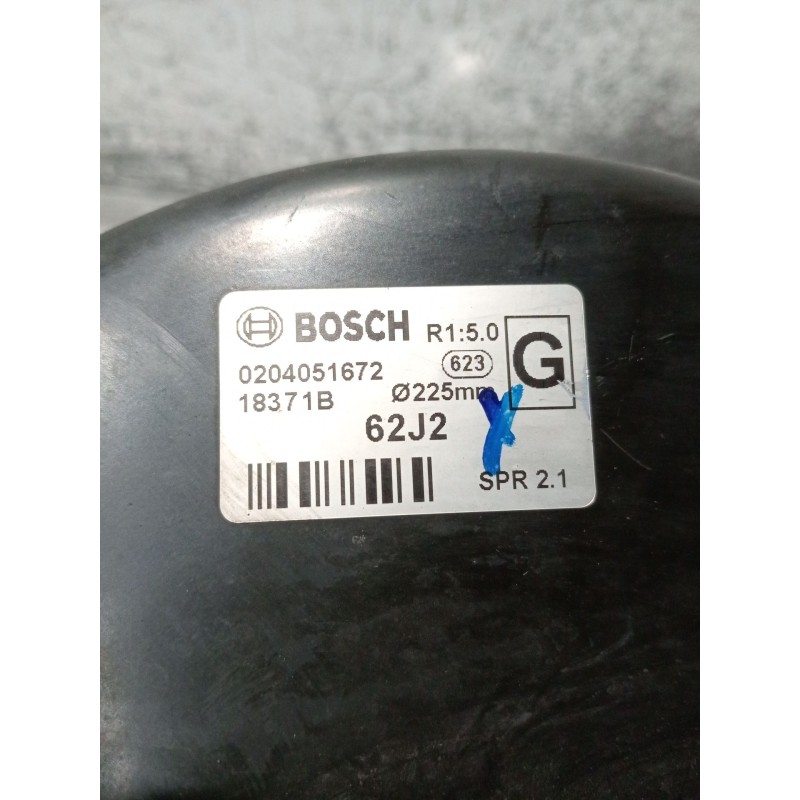 BOSCH R1:5.0 G
0204051672 623
18371B Ø225mm
62J2
SPR 2.1